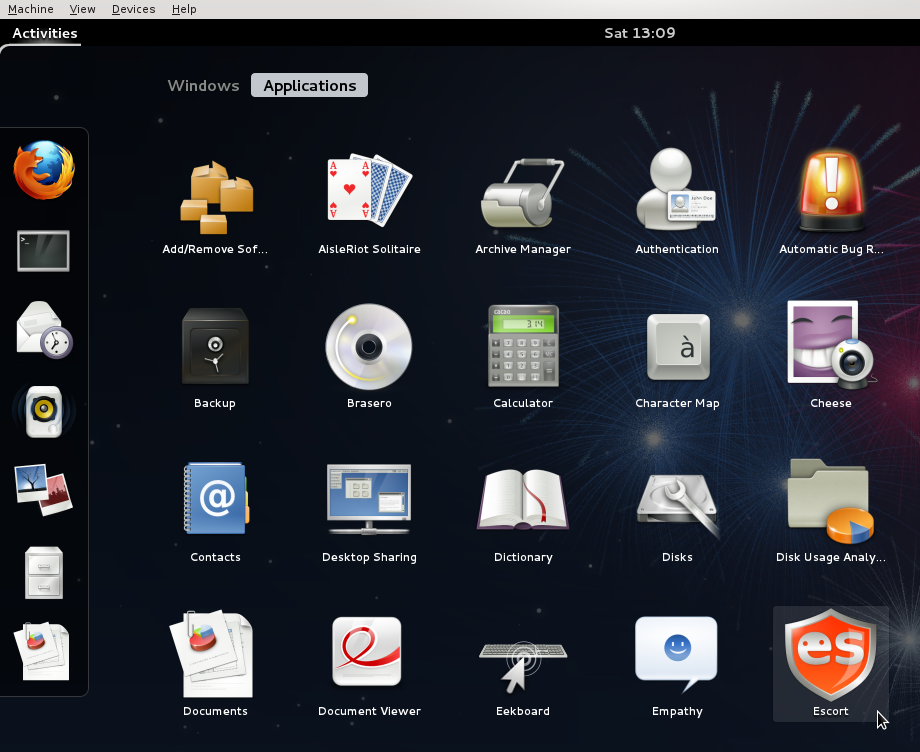 Machine View Devices Help
Activities Sat 13:09
Windows Applications
Add/Remove Sof... AisleRiot Solitaire Archive Manager Authentication Automatic Bug R...
Backup Brasero Calculator Character Map Cheese
Contacts Desktop Sharing Dictionary Disks Disk Usage Analy...
Documents Document Viewer Eekboard Empathy Escort
>_
A
A
John Doe
3.14
à
@
es